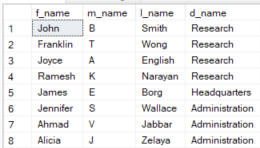 f_name m_name l_name d_name
1 John B Smith Research
2 Franklin T Wong Research
3 Joyce A English Research
4 Ramesh K Narayan Research
5 James E Borg Headquarters
6 Jennifer S Wallace Administration
7 Ahmad V Jabbar Administration
8 Alicia J Zelaya Administration